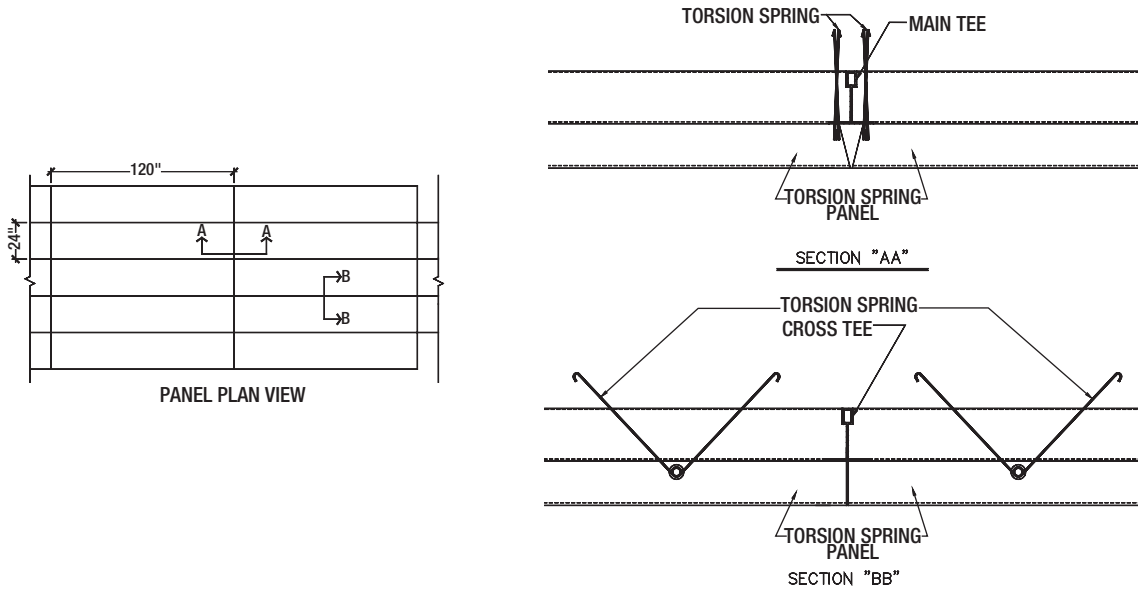 120"
24"
A A
B
B
PANEL PLAN VIEW
TORSION SPRING
MAIN TEE
TORSION SPRING
PANEL
SECTION "AA"
TORSION SPRING
CROSS TEE
TORSION SPRING
PANEL
SECTION "BB"